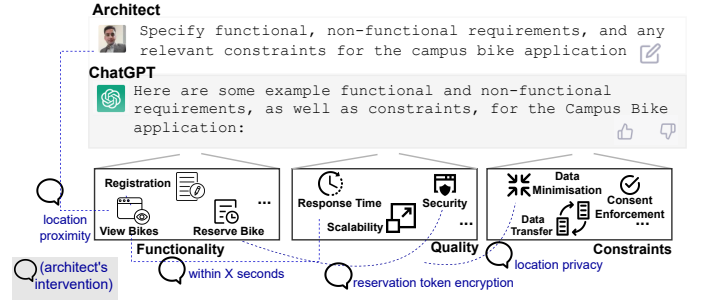 Architect
Specify functional, non-functional requirements, and any
relevant constraints for the campus bike application
ChatGPT
Here are some example functional and non-functional
requirements, as well as constraints, for the Campus Bike
application:
Registration
View Bikes
Reserve Bike
...
Functionality
Response Time
Security
Scalability
...
Quality
Data
Minimisation
Consent
Enforcement
Data
Transfer
...
Constraints
location
proximity
(architect's
intervention)
within X seconds
reservation token encryption
location privacy